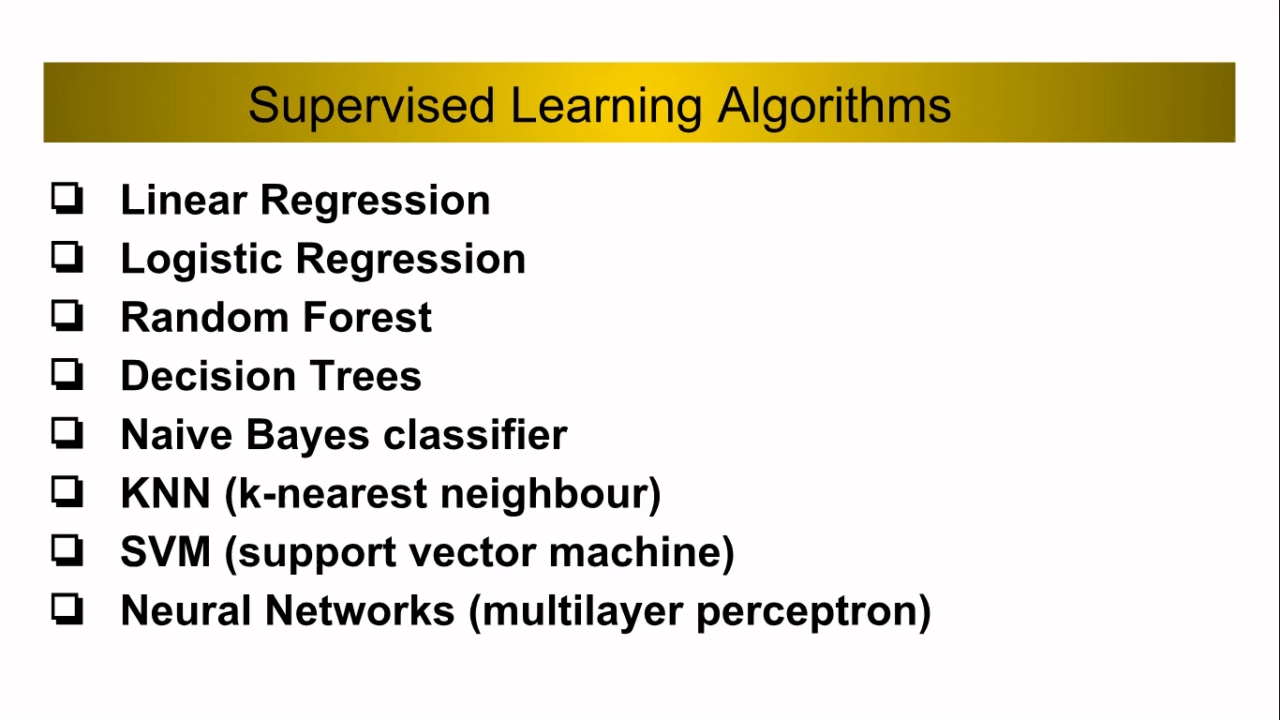 Supervised Learning Algorithms
❏ Linear Regression
❏ Logistic Regression
❏ Random Forest
❏ Decision Trees
❏ Naive Bayes classifier
❏ KNN (k-nearest neighbour)
❏ SVM (support vector machine)
❏ Neural Networks (multilayer perceptron)